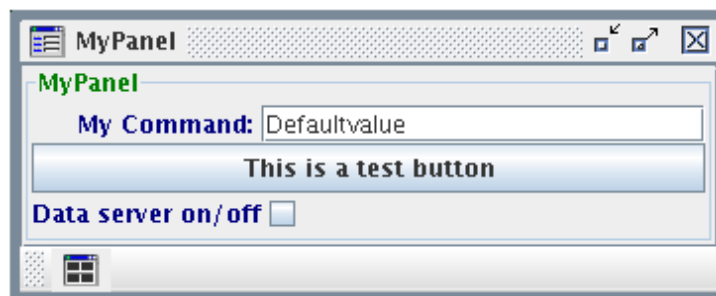 MyPanel
MyPanel
My Command: Defaultvalue
This is a test button
Data server on/off